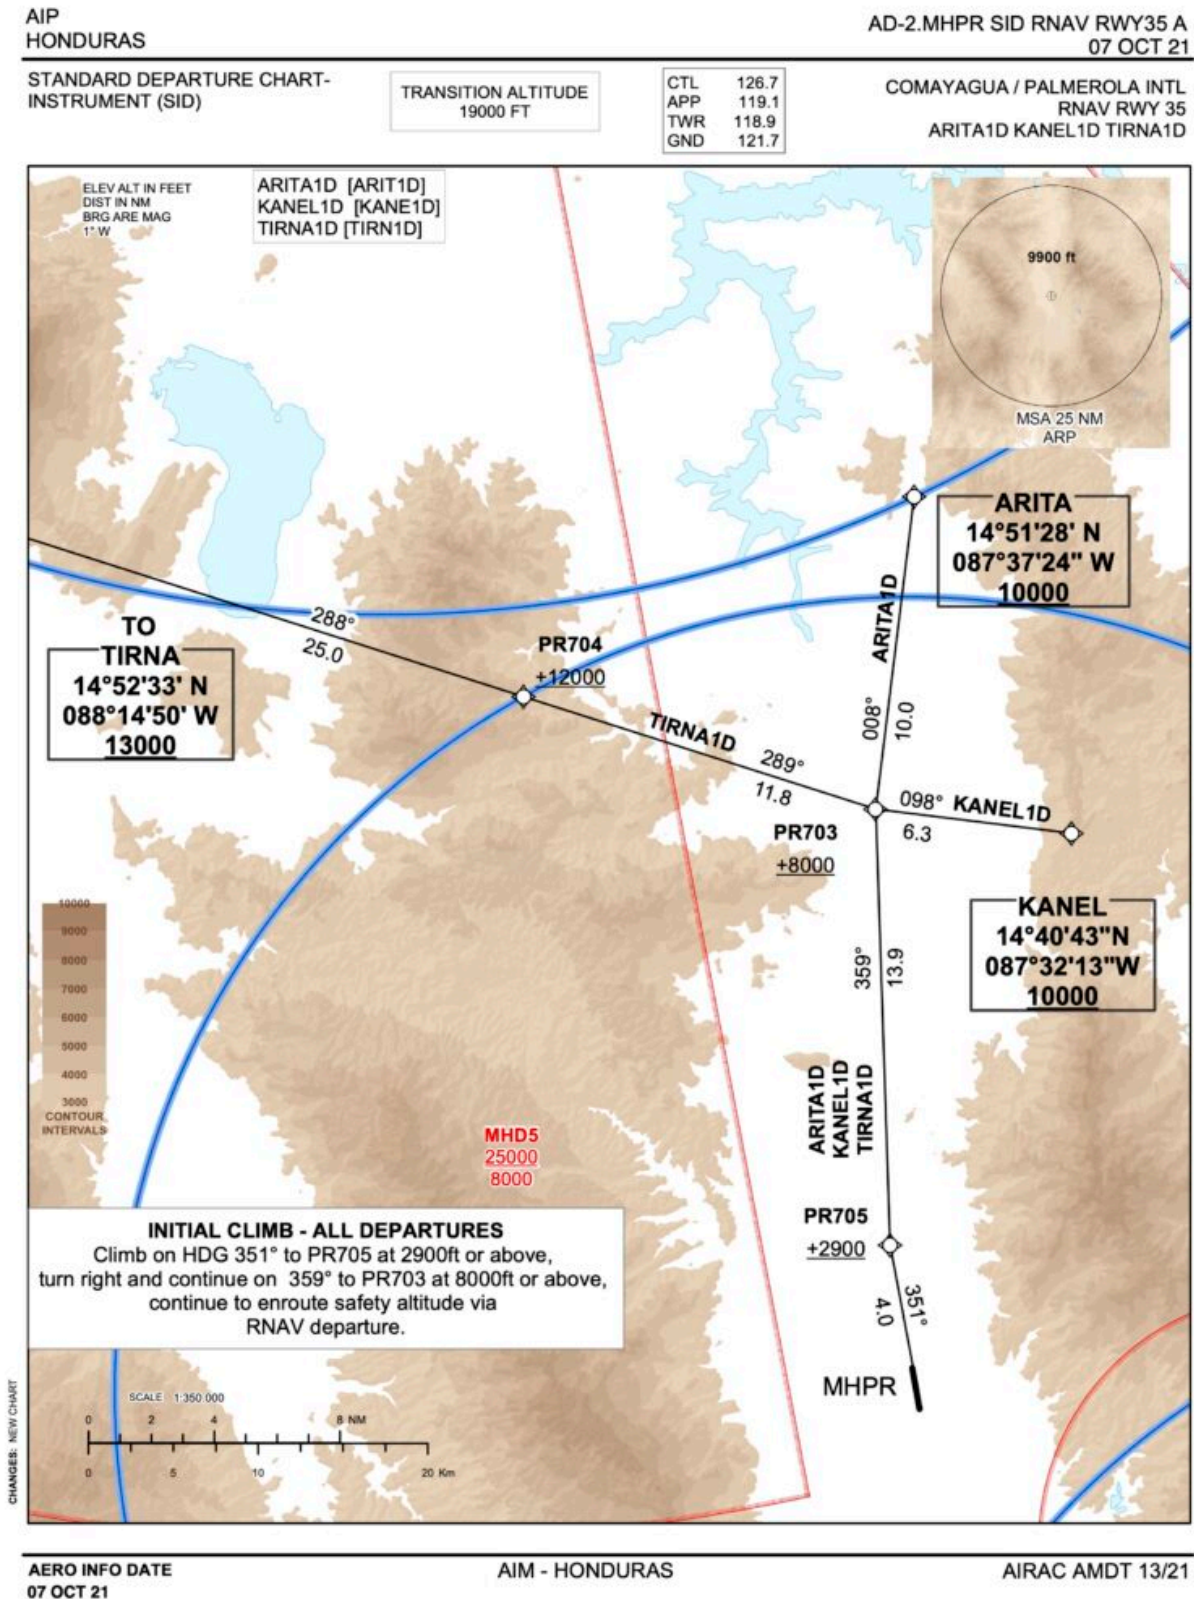 AIP
HONDURAS
AD-2.MHPR SID RNAV RWY35 A
07 OCT 21
STANDARD DEPARTURE CHART-
INSTRUMENT (SID)
TRANSITION ALTITUDE
19000 FT
CTL 126.7
APP 119.1
TWR 118.9
GND 121.7
COMAYAGUA / PALMEROLA INTL
RNAV RWY 35
ARITA1D KANEL1D TIRNA1D
ELEV ALT IN FEET
DIST IN NM
BRG ARE MAG
1° W
ARITA1D [ARIT1D]
KANEL1D [KANE1D]
TIRNA1D [TIRN1D]
9900 ft
MSA 25 NM
ARP
ARITA
14°51'28' N
087°37'24" W
10000
ARITA1D
008°
10.0
288°
25.0
TO
TIRNA
14°52'33' N
088°14'50' W
13000
PR704
+12000
TIRNA1D
289°
11.8
098° KANEL1D
6.3
PR703
+8000
KANEL
14°40'43"N
087°32'13"W
10000
359°
13.9
10000
9000
8000
7000
6000
5000
4000
3000
CONTOUR
INTERVALS
ARITA1D
KANEL1D
TIRNA1D
MHD5
25000
8000
PR705
+2900
351°
4.0
MHPR
INITIAL CLIMB - ALL DEPARTURES
Climb on HDG 351° to PR705 at 2900ft or above,
turn right and continue on 359° to PR703 at 8000ft or above,
continue to enroute safety altitude via
RNAV departure.
SCALE 1:350.000
0 2 4 8 NM
0 5 10 20 Km
CHANGES: NEW CHART
AERO INFO DATE
07 OCT 21
AIM - HONDURAS
AIRAC AMDT 13/21